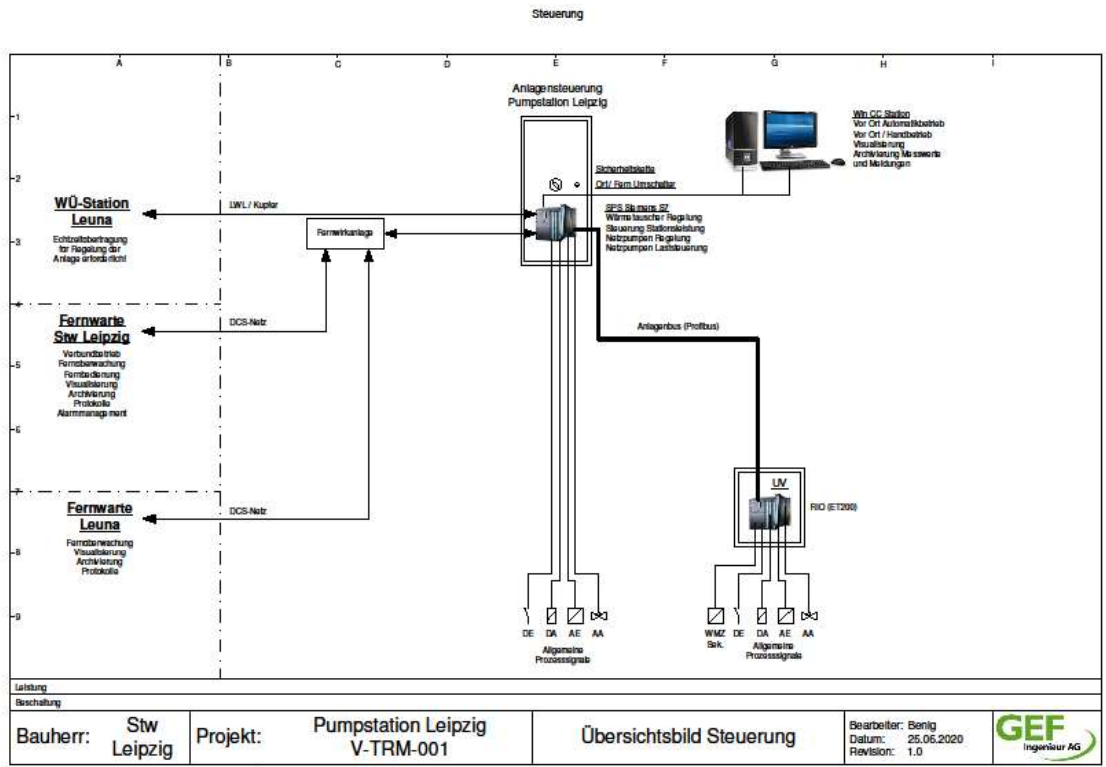 Steuerung
A B C D E F G H I
1
2
3
4
5
6
7
8
9
Anlagensteuerung
Pumpstation Leipzig
Win CC Station
Vor Ort Automatikbetrieb
Vor Ort / Handbetrieb
Visualisierung
Archivierung Messwerte
und Meldungen
Sicherheitskette
Ort/ Fern Umschalter
SPS Siemens S7
Wärmetauscher Regelung
Steuerung Stationsleistung
Netzpumpen Regelung
Netzpumpen Laststeuerung
WÜ-Station
Leuna
Echtzeitübertragung
für Regelung der
Anlage erforderlich!
LWL / Kupfer
Fernwirkanlage
Fernwarte
Stw Leipzig
Verbundbetrieb
Fernüberwachung
Fernbedienung
Visualisierung
Archivierung
Protokolle
Alarmmanagement
DCS-Netz
Anlagenbus (Profibus)
Fernwarte
Leuna
Fernüberwachung
Visualisierung
Archivierung
Protokolle
DCS-Netz
UV
RIO (ET200)
DE DA AE AA
Allgemeine
Prozesssignale
WMZ DE DA AE AA
Sek.
Allgemeine
Prozesssignale
Leistung
Beschaltung
Bauherr: Stw
Leipzig
Projekt: Pumpstation Leipzig
V-TRM-001
Übersichtsbild Steuerung
Bearbeiter: Benig
Datum: 25.06.2020
Revision: 1.0
GEF
Ingenieur AG